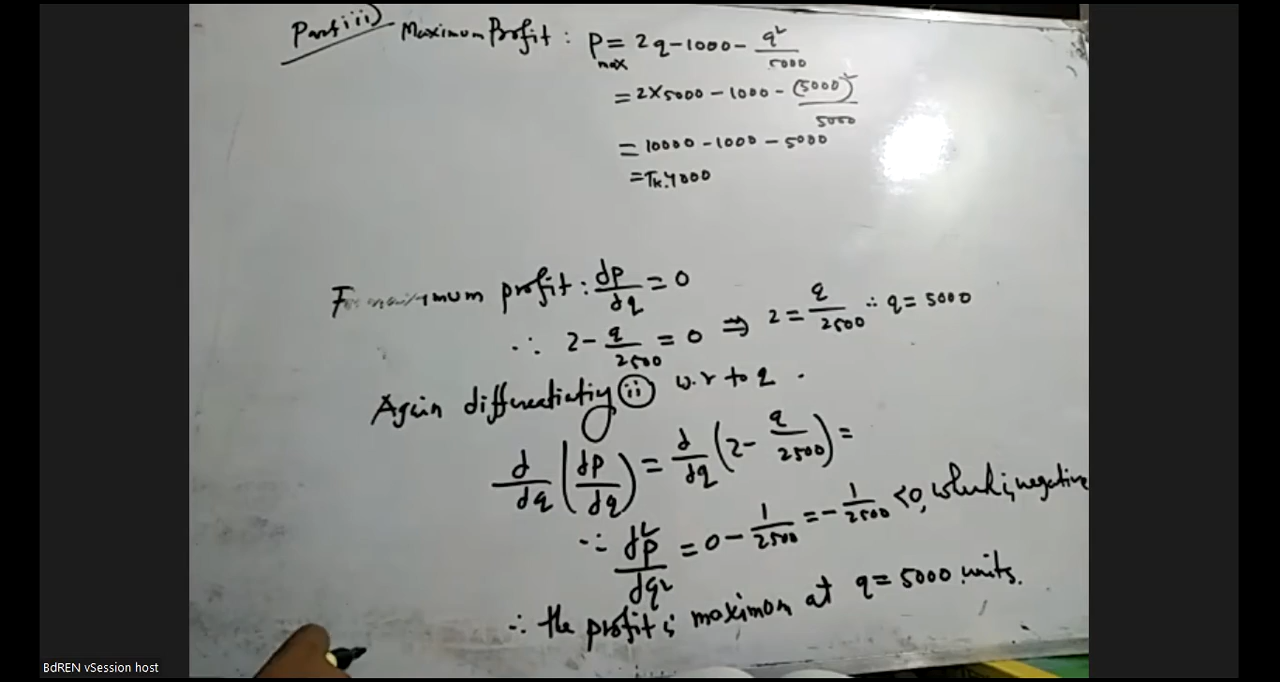 Part iii) Maximum Profit : P max = 2q - 1000 - q²/5000
= 2×5000 - 1000 - (5000)²/5000
= 10000 - 1000 - 5000
= Tk. 4000
For maximum profit : dp/dq = 0
∴ 2 - q/2500 = 0 ⇒ 2 = q/2500 ∴ q = 5000
Again differentiating (ii) w.r to q .
d/dq (dp/dq) = d/dq (2 - q/2500) =
∵ d²p/dq² = 0 - 1/2500 = - 1/2500 <0, which is negative
∴ the profit is maximum at q = 5000 units.
BdREN vSession host